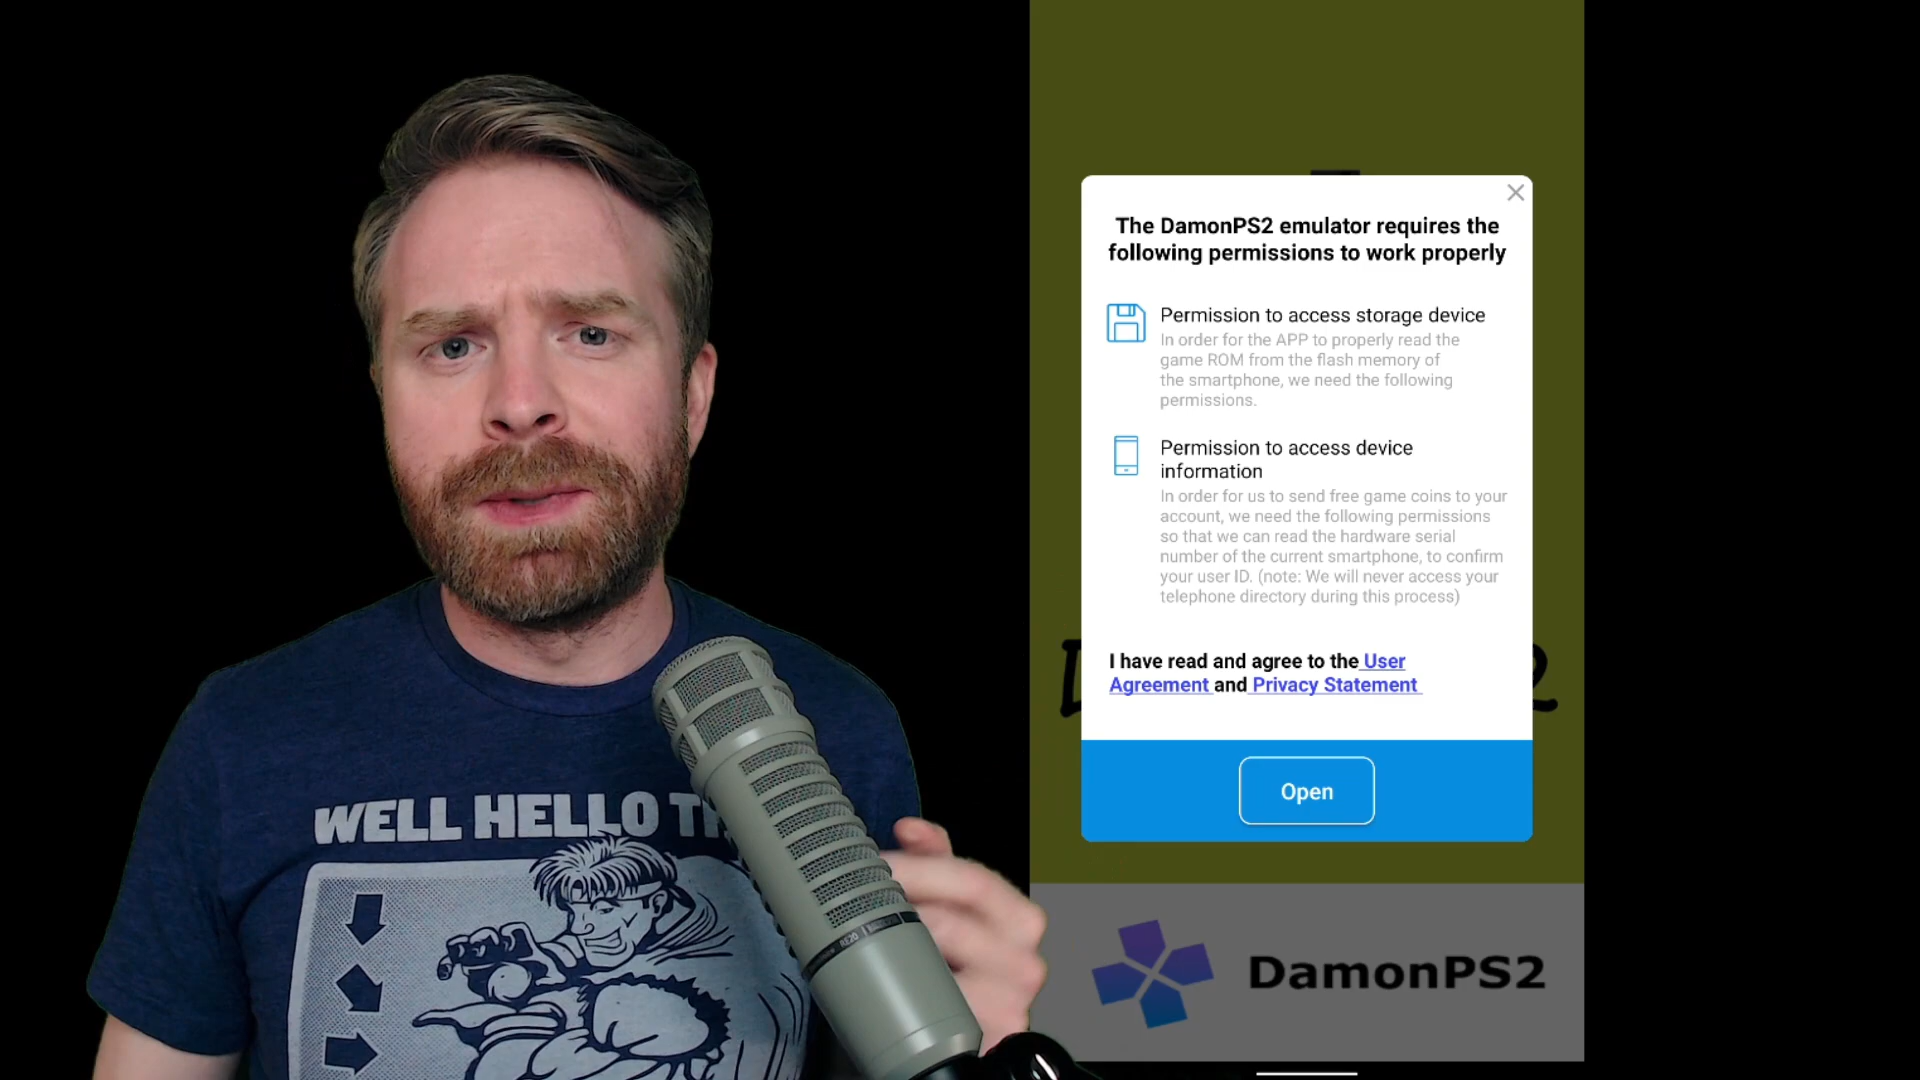 The DamonPS2 emulator requires the
following permissions to work properly
Permission to access storage device
In order for the APP to properly read the
game ROM from the flash memory of
the smartphone, we need the following
permissions.
Permission to access device
information
In order for us to send free game coins to your
account, we need the following permissions
so that we can read the hardware serial
number of the current smartphone, to confirm
your user ID. (note: We will never access your
telephone directory during this process)
I have read and agree to the User
Agreement and Privacy Statement
Open
DamonPS2
WELL HELLO
RE20